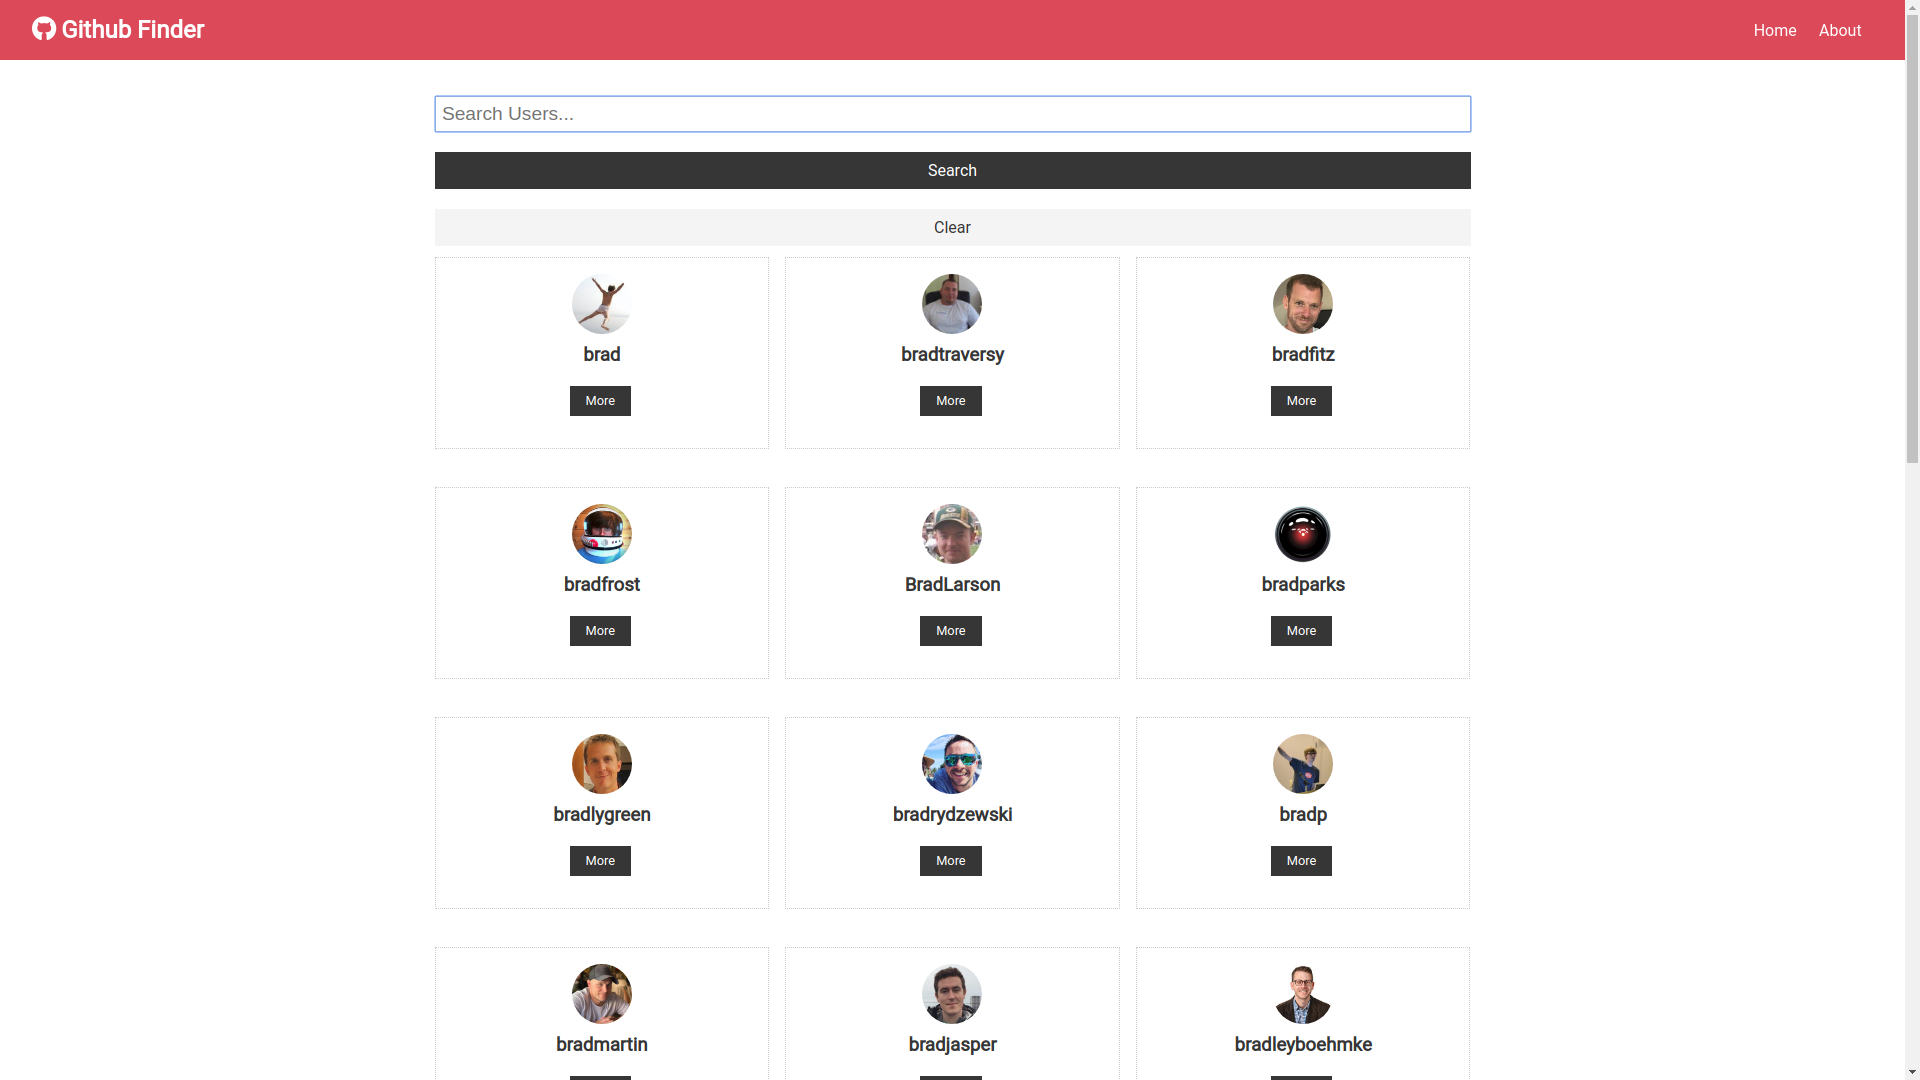 Github Finder
Home About
Search Users...
Search
Clear
brad bradtraversy bradfitz
More More More
bradfrost BradLarson bradparks
More More More
bradlygreen bradrydzewski bradp
More More More
bradmartin bradjasper bradleyboehmke